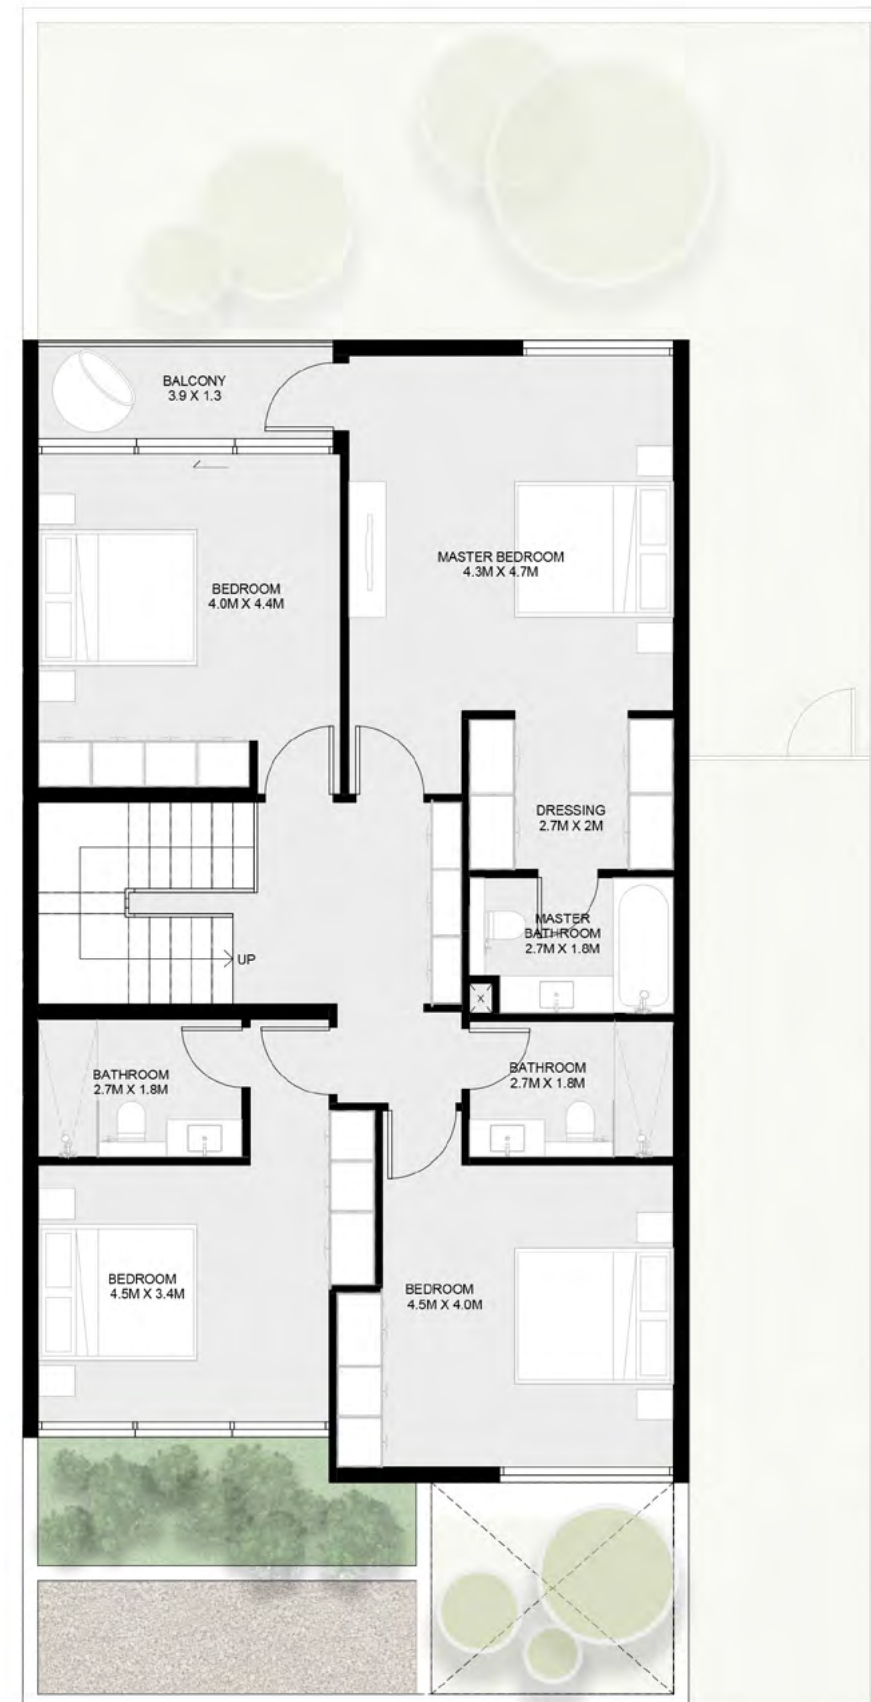 BALCONY
3.9 X 1.3
MASTER BEDROOM
4.3M X 4.7M
BEDROOM
4.0M X 4.4M
DRESSING
2.7M X 2M
MASTER
BATHROOM
2.7M X 1.8M
UP
X
BATHROOM
2.7M X 1.8M
BATHROOM
2.7M X 1.8M
BEDROOM
4.5M X 3.4M
BEDROOM
4.5M X 4.0M